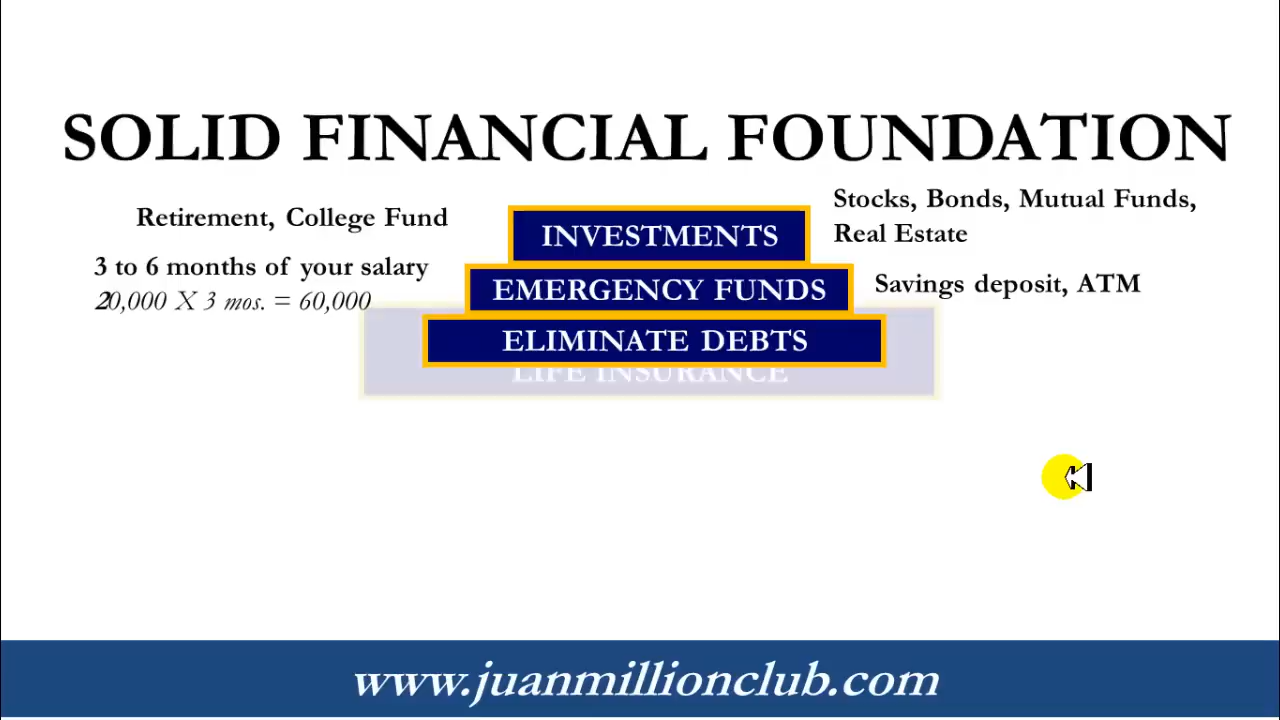 SOLID FINANCIAL FOUNDATION
Retirement, College Fund
Stocks, Bonds, Mutual Funds,
Real Estate
INVESTMENTS
3 to 6 months of your salary
20,000 X 3 mos. = 60,000
EMERGENCY FUNDS
Savings deposit, ATM
ELIMINATE DEBTS
LIFE INSURANCE
www.juanmillionclub.com